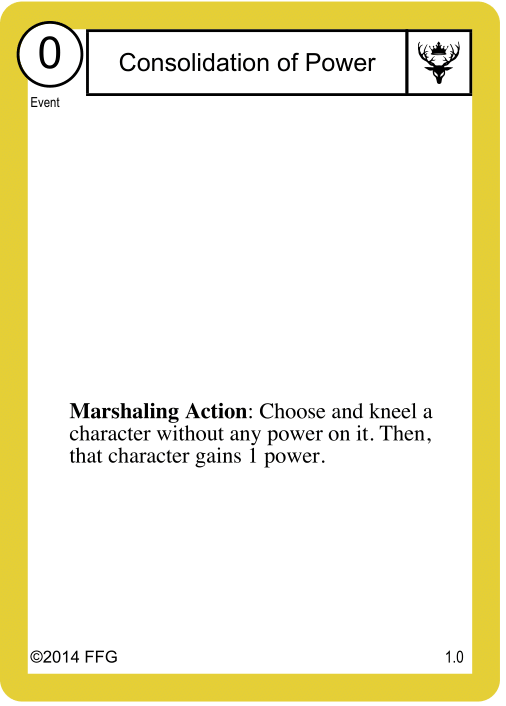 0
Consolidation of Power
Event
Marshaling Action: Choose and kneel a
character without any power on it. Then,
that character gains 1 power.
©2014 FFG
1.0